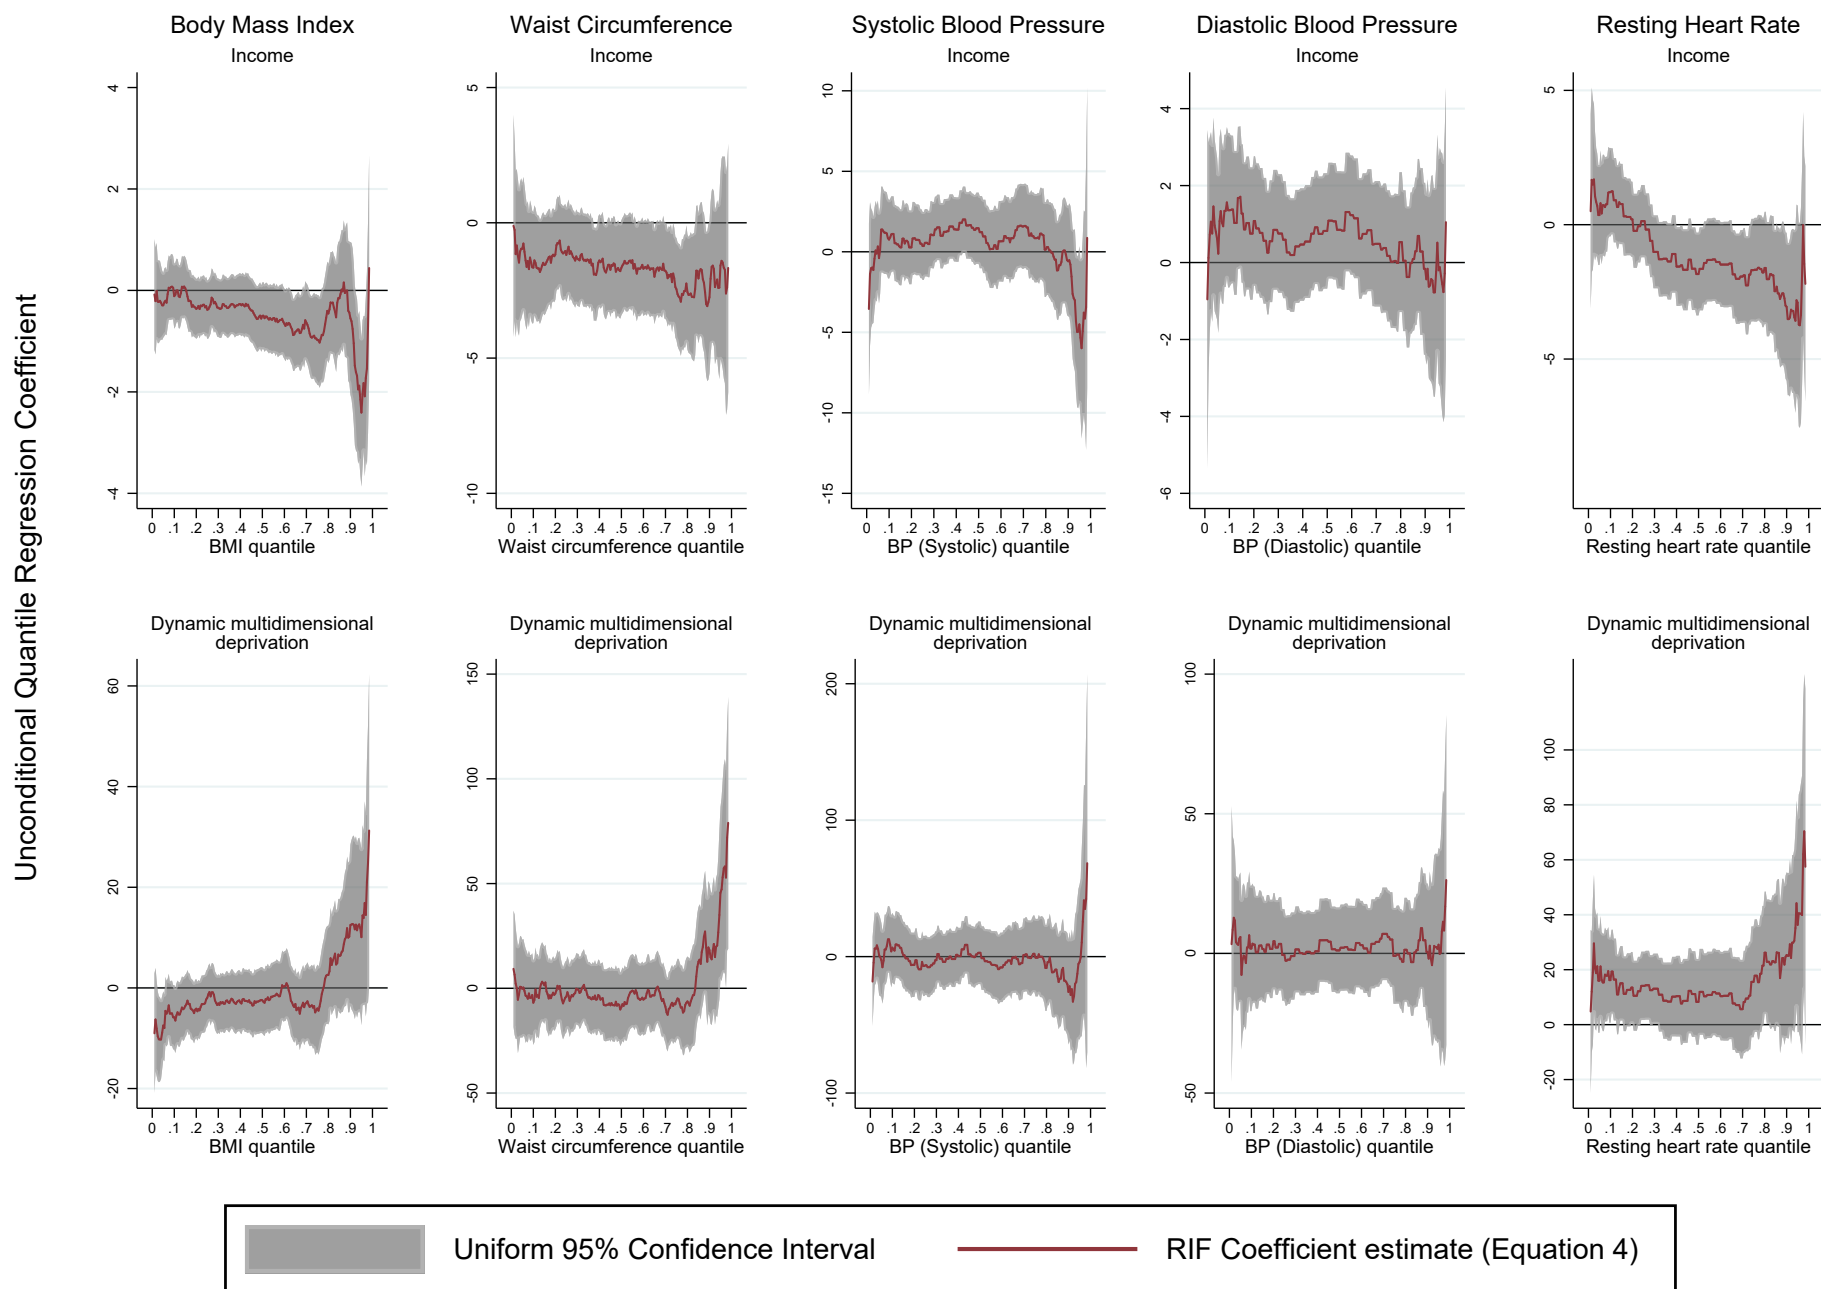 Unconditional Quantile Regression Coefficient
Body Mass Index
Income
4
2
0
-2
-4
0 .1 .2 .3 .4 .5 .6 .7 .8 .9 1
BMI quantile
Waist Circumference
Income
5
0
-5
-10
0 .1 .2 .3 .4 .5 .6 .7 .8 .9 1
Waist circumference quantile
Systolic Blood Pressure
Income
10
5
0
-5
-10
-15
0 .1 .2 .3 .4 .5 .6 .7 .8 .9 1
BP (Systolic) quantile
Diastolic Blood Pressure
Income
4
2
0
-2
-4
-6
0 .1 .2 .3 .4 .5 .6 .7 .8 .9 1
BP (Diastolic) quantile
Resting Heart Rate
Income
5
0
-5
0 .1 .2 .3 .4 .5 .6 .7 .8 .9 1
Resting heart rate quantile
Dynamic multidimensional
deprivation
60
40
20
0
-20
0 .1 .2 .3 .4 .5 .6 .7 .8 .9 1
BMI quantile
Dynamic multidimensional
deprivation
150
100
50
0
-50
0 .1 .2 .3 .4 .5 .6 .7 .8 .9 1
Waist circumference quantile
Dynamic multidimensional
deprivation
200
100
0
-100
0 .1 .2 .3 .4 .5 .6 .7 .8 .9 1
BP (Systolic) quantile
Dynamic multidimensional
deprivation
100
50
0
-50
0 .1 .2 .3 .4 .5 .6 .7 .8 .9 1
BP (Diastolic) quantile
Dynamic multidimensional
deprivation
100
80
60
40
20
0
-20
0 .1 .2 .3 .4 .5 .6 .7 .8 .9 1
Resting heart rate quantile
Uniform 95% Confidence Interval
RIF Coefficient estimate (Equation 4)